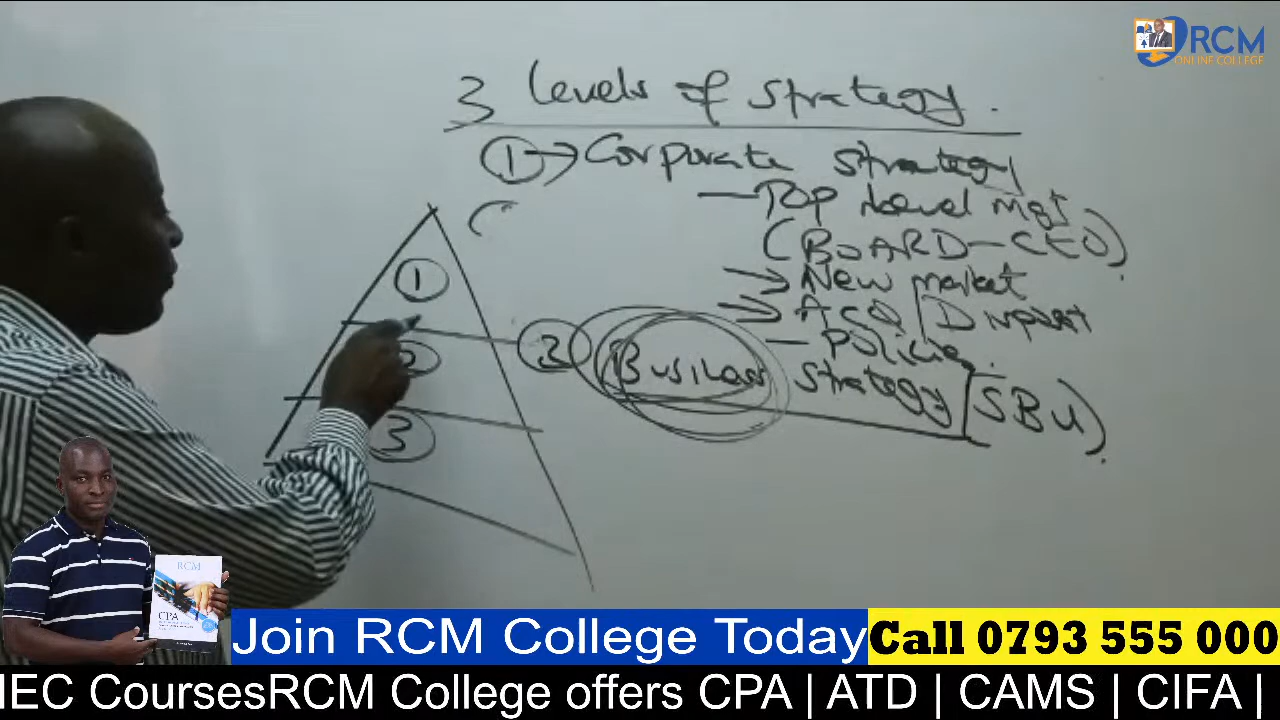 RCM
ONLINE COLLEGE
3 levels of strategy.
① → Corporate strategy
- Top Level mgt
(BOARD - CEO).
→ New market
→ ACQ / Divest
- Policies.
② Business strategy (SBU).
①
②
③
RCM
CPA
Join RCM College Today
Call 0793 555 000
IEC CoursesRCM College offers CPA | ATD | CAMS | CIFA |